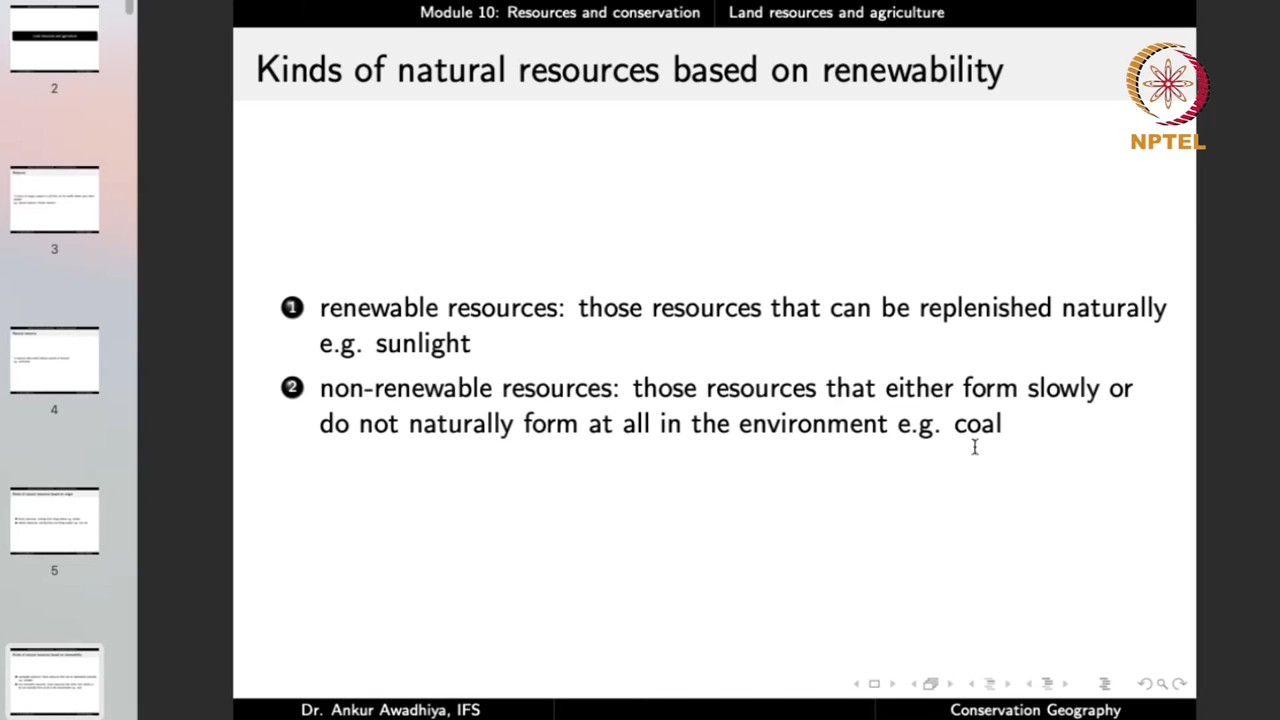 Module 10: Resources and conservation Land resources and agriculture
Kinds of natural resources based on renewability
NPTEL
1 renewable resources: those resources that can be replenished naturally
e.g. sunlight
2 non-renewable resources: those resources that either form slowly or
do not naturally form at all in the environment e.g. coal
2
3
4
5
Dr. Ankur Awadhiya, IFS Conservation Geography